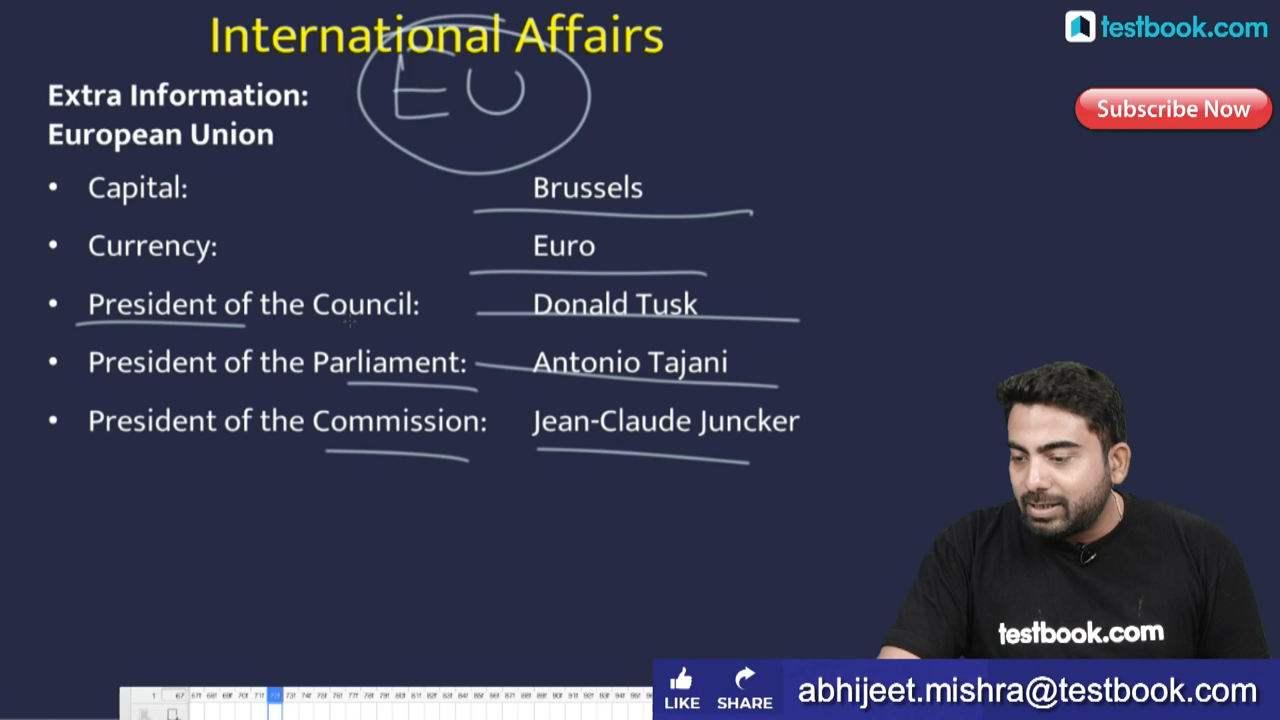 International Affairs
testbook.com
EU
Extra Information:
Subscribe Now
European Union
• Capital: Brussels
• Currency: Euro
• President of the Council: Donald Tusk
• President of the Parliament: Antonio Tajani
• President of the Commission: Jean-Claude Juncker
testbook.com
LIKE SHARE abhijeet.mishra@testbook.com